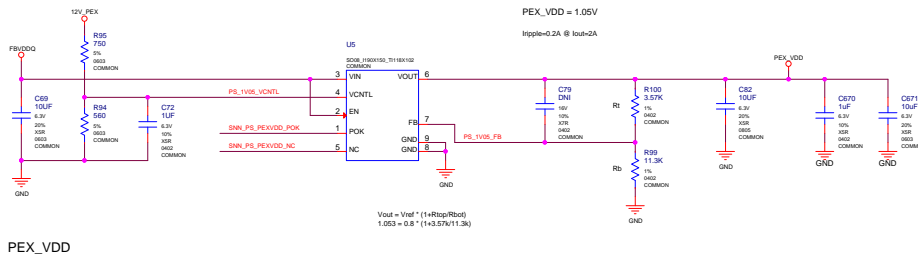 PEX_VDD = 1.05V
Iripple=0.2A @ Iout=2A
12V_PEX
FBVDDQ
R95
750
5%
0603
COMMON
U5
SO08_I190X150_TI118X102
COMMON
PEX_VDD
C69
10UF
6.3V
20%
X5R
0603
COMMON
GND
R94
560
5%
0603
COMMON
GND
C72
1UF
6.3V
10%
X5R
0402
COMMON
PS_1V05_VCNTL
SNN_PS_PEXVDD_POK
SNN_PS_PEXVDD_NC
3 VIN
4 VCNTL
2 EN
1 POK
5 NC
VOUT 6
FB 7
GND 9
GND 8
GND
PS_1V05_FB
C79
DNI
16V
10%
X7R
0402
COMMON
Rt
R100
3.57K
1%
0402
COMMON
Rb
R99
11.3K
1%
0402
COMMON
GND
C82
10UF
6.3V
20%
X5R
0805
COMMON
GND
C670
1uF
6.3V
20%
X5R
0402
COMMON
GND
C671
10uF
6.3V
20%
X5R
0603
COMM
GND
Vout = Vref * (1+Rtop/Rbot)
1.053 = 0.8 * (1+3.57k/11.3k)
PEX_VDD